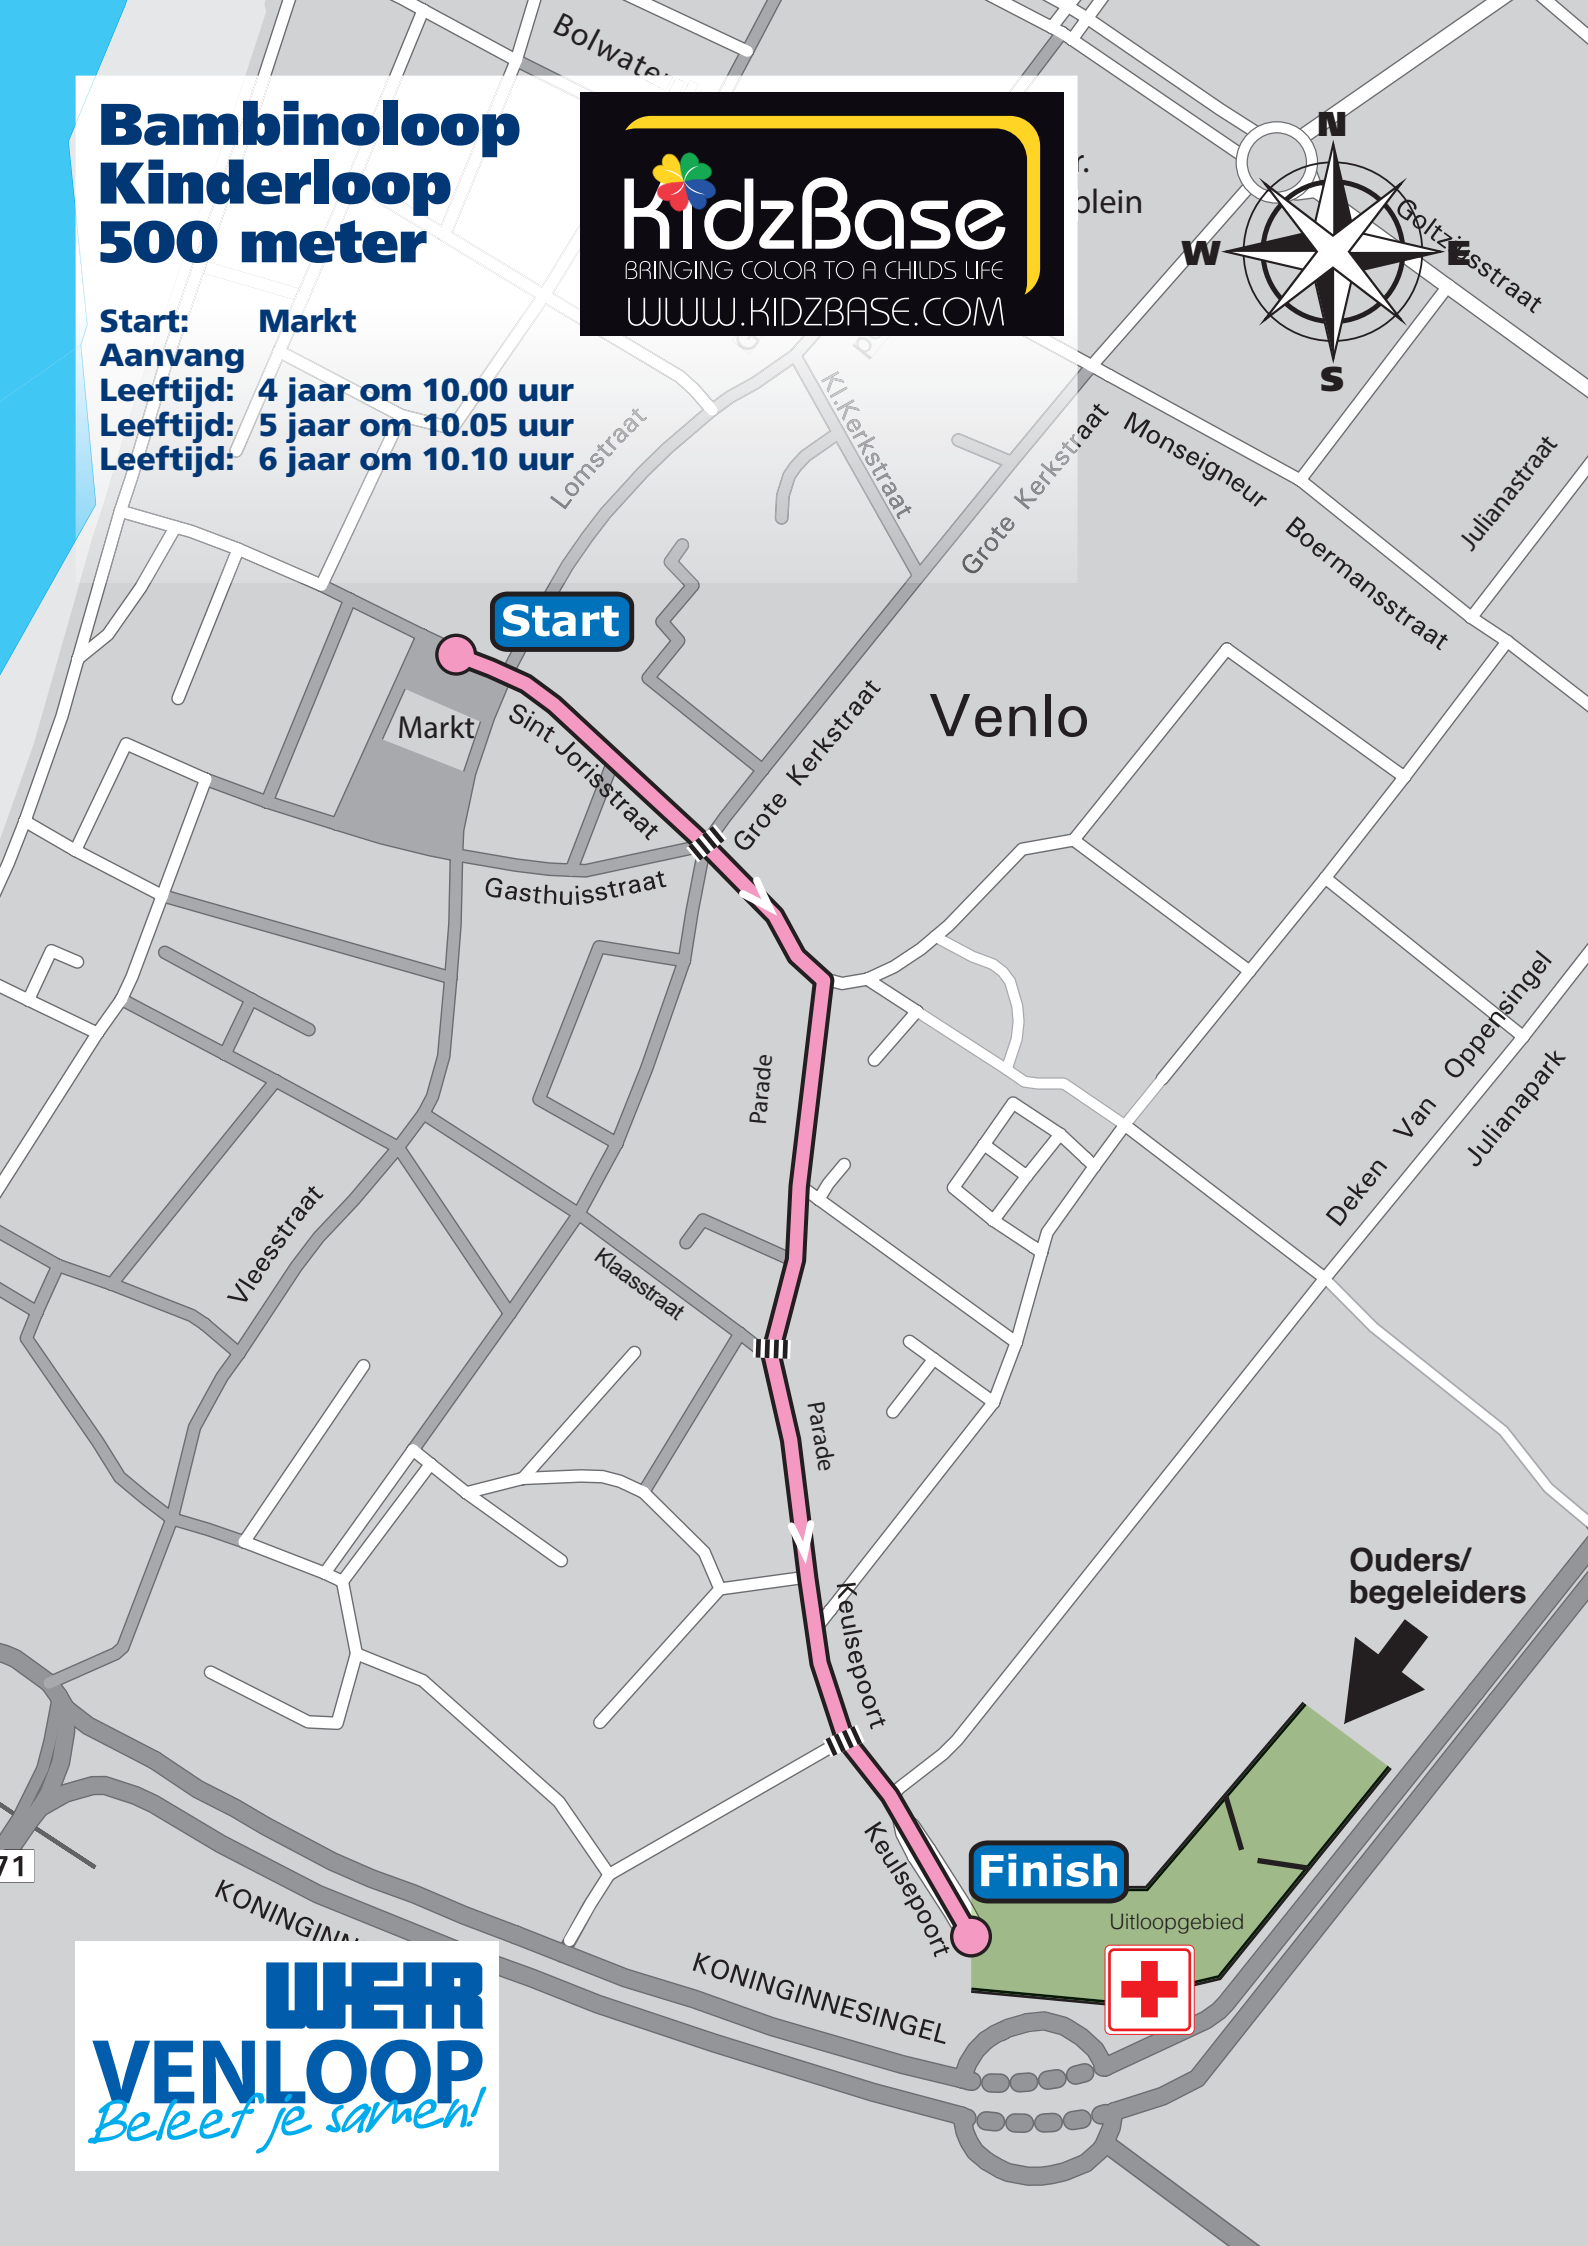 Bambinoloop
Kinderloop
500 meter
Start: Markt
Aanvang
Leeftijd: 4 jaar om 10.00 uur
Leeftijd: 5 jaar om 10.05 uur
Leeftijd: 6 jaar om 10.10 uur
KidzBase
BRINGING COLOR TO A CHILDS LIFE
WWW.KIDZBASE.COM
plein
N
W
E
S
Goltziusstraat
Lomstraat
Kl.Kerkstraat
Grote Kerkstraat
Monseigneur Boermansstraat
Julianastraat
Start
Markt
Sint Jorisstraat
Grote Kerkstraat
Venlo
Gasthuisstraat
Parade
Deken Van Oppensingel
Julianapark
Vleesstraat
Klaasstraat
Parade
Keulsepoort
Ouders/
begeleiders
Keulsepoort
Finish
Uitloopgebied
71
KONINGINNESINGEL
WEIR
VENLOOP
Beleef je samen!